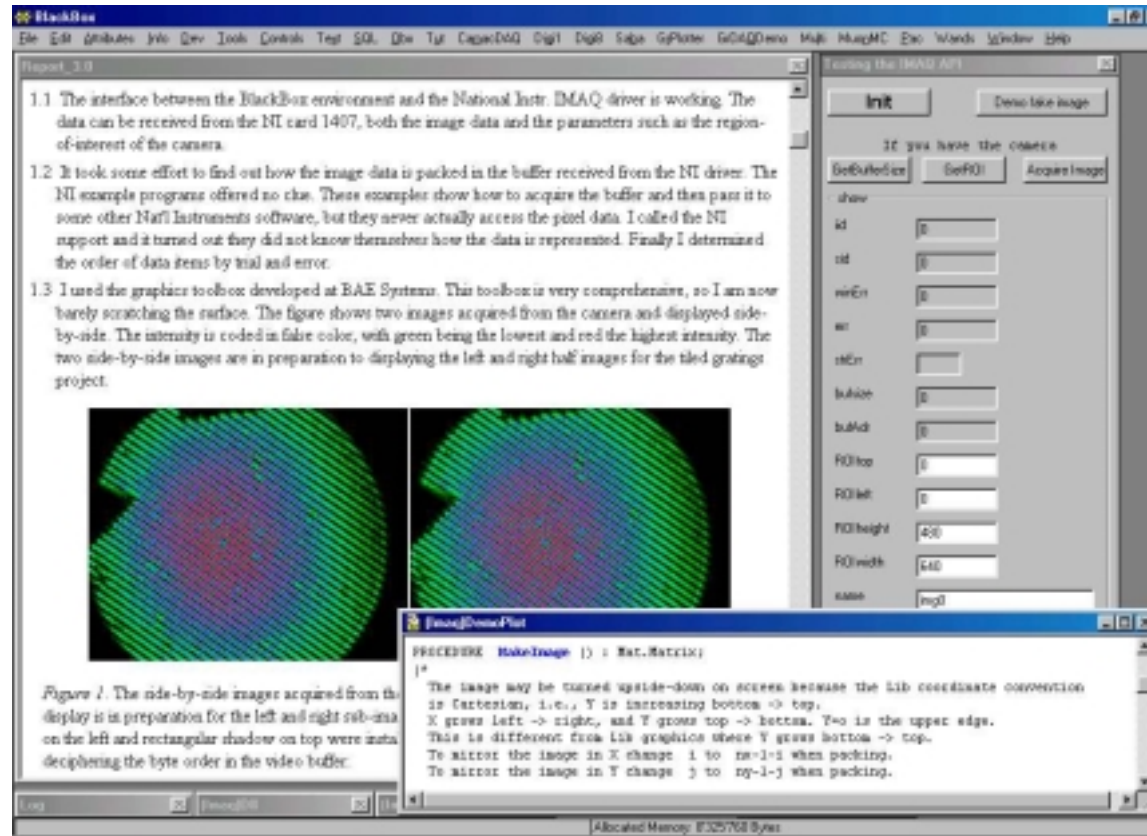 BlackBox
File Edit Attributes Info Dev Tools Controls Text SQL Obx Tut CapacDAQ Digi1 Digi8 Gplotter Multi Wands Window Help
Report_3.0
Testing the IMAQ API
1.1 The interface between the BlackBox environment and the National Instr. IMAQ driver is working. The
data can be received from the NI card 1407, both the image data and the parameters such as the region-
of-interest of the camera.
1.2 It took some effort to find out how the image data is packed in the buffer received from the NI driver. The
NI example programs offered no clue. These examples show how to acquire the buffer and then pass it to
some other Nat'l Instruments software, but they never actually access the pixel data. I called the NI
support and it turned out they did not know themselves how the data is represented. Finally I determined
the order of data items by trial and error.
1.3 I used the graphics toolbox developed at BAE Systems. This toolbox is very comprehensive, so I am now
barely scratching the surface. The figure shows two images acquired from the camera and displayed side-
by-side. The intensity is coded in false color, with green being the lowest and red the highest intensity. The
two side-by-side images are in preparation to displaying the left and right half images for the tiled gratings
project.
Figure 1. The side-by-side images acquired from the
display is in preparation for the left and right sub-ima
on the left and rectangular shadow on top were insta
deciphering the byte order in the video buffer.
Init
Demo take image
If you have the camera
GetBufferSize GetROI Acquire Image
show
id 0
sid 0
winErr 0
err 0
strErr
bufsize 0
bufAdr 0
ROItop 0
ROIleft 0
ROIheight 480
ROIwidth 640
name img0
[Imaq]DemoPlot
PROCEDURE MakeImage () : Mat.Matrix;
(*
The image may be turned upside-down on screen because the Lib coordinate convention
is Cartesian, i.e., Y is increasing bottom -> top.
X grows left -> right, and Y grows top -> bottom. Y=o is the upper edge.
This is different from Lib graphics where Y grows bottom -> top.
To mirror the image in X change i to nx-1-i when packing.
To mirror the image in Y change j to ny-1-j when packing.
Log
Allocated Memory: 8'325'760 Bytes